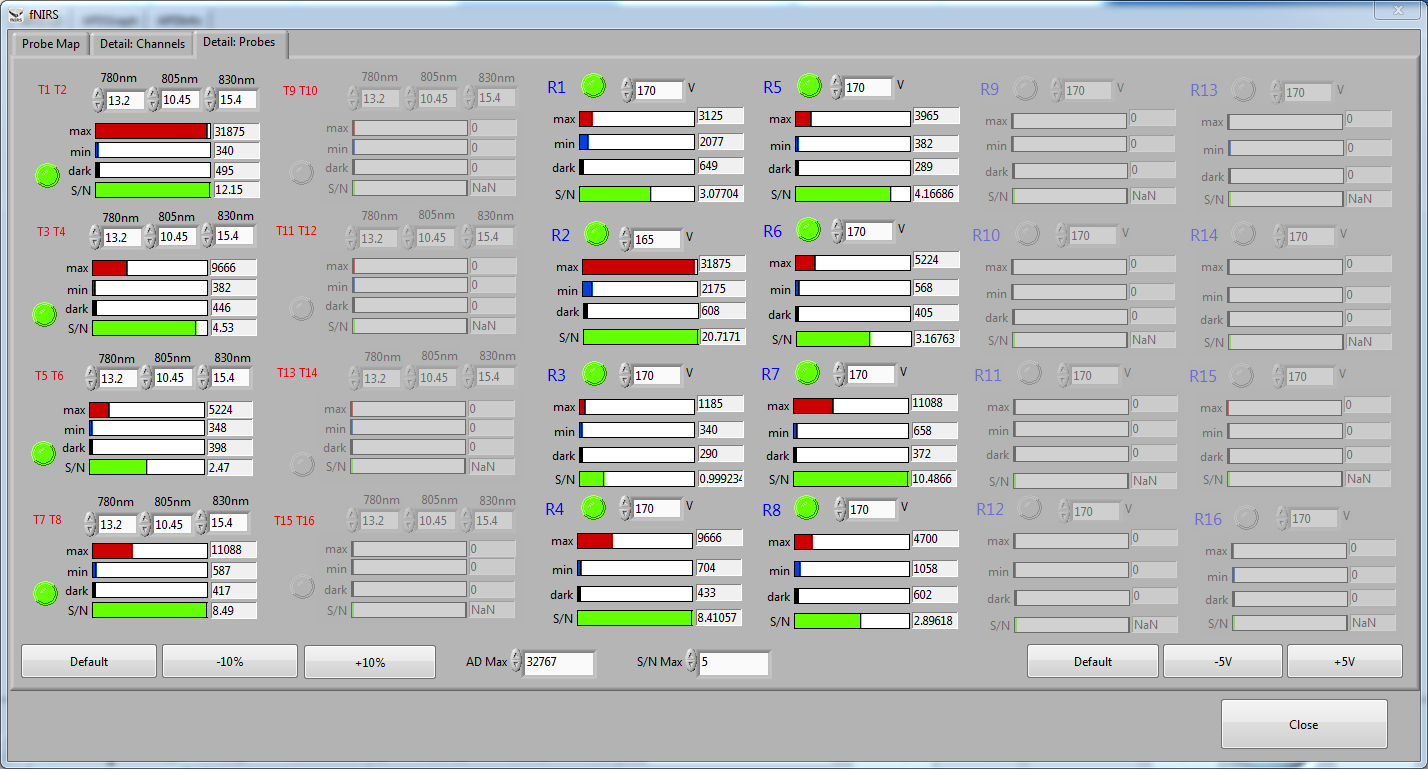 fNIRS
Probe Map Detail: Channels Detail: Probes
T1 T2
780nm 805nm 830nm
13.2 10.45 15.4
max 31875
min 340
dark 495
S/N 12.15
T3 T4
780nm 805nm 830nm
13.2 10.45 15.4
max 9666
min 382
dark 446
S/N 4.53
T5 T6
780nm 805nm 830nm
13.2 10.45 15.4
max 5224
min 348
dark 398
S/N 2.47
T7 T8
780nm 805nm 830nm
13.2 10.45 15.4
max 11088
min 587
dark 417
S/N 8.49
T9 T10
780nm 805nm 830nm
13.2 10.45 15.4
max 0
min 0
dark 0
S/N NaN
T11 T12
780nm 805nm 830nm
13.2 10.45 15.4
max 0
min 0
dark 0
S/N NaN
T13 T14
780nm 805nm 830nm
13.2 10.45 15.4
max 0
min 0
dark 0
S/N NaN
T15 T16
780nm 805nm 830nm
13.2 10.45 15.4
max 0
min 0
dark 0
S/N NaN
R1 170 V
max 3125
min 2077
dark 649
S/N 3.07704
R2 165 V
max 31875
min 2175
dark 608
S/N 20.7171
R3 170 V
max 1185
min 340
dark 290
S/N 0.999234
R4 170 V
max 9666
min 704
dark 433
S/N 8.41057
R5 170 V
max 3965
min 382
dark 289
S/N 4.16686
R6 170 V
max 5224
min 568
dark 405
S/N 3.16763
R7 170 V
max 11088
min 658
dark 372
S/N 10.4866
R8 170 V
max 4700
min 1058
dark 602
S/N 2.89618
R9 170 V
max 0
min 0
dark 0
S/N NaN
R10 170 V
max 0
min 0
dark 0
S/N NaN
R11 170 V
max 0
min 0
dark 0
S/N NaN
R12 170 V
max 0
min 0
dark 0
S/N NaN
R13 170 V
max 0
min 0
dark 0
S/N NaN
R14 170 V
max 0
min 0
dark 0
S/N NaN
R15 170 V
max 0
min 0
dark 0
S/N NaN
R16 170 V
max 0
min 0
dark 0
S/N NaN
Default -10% +10% AD Max 32767 S/N Max 5 Default -5V +5V
Close